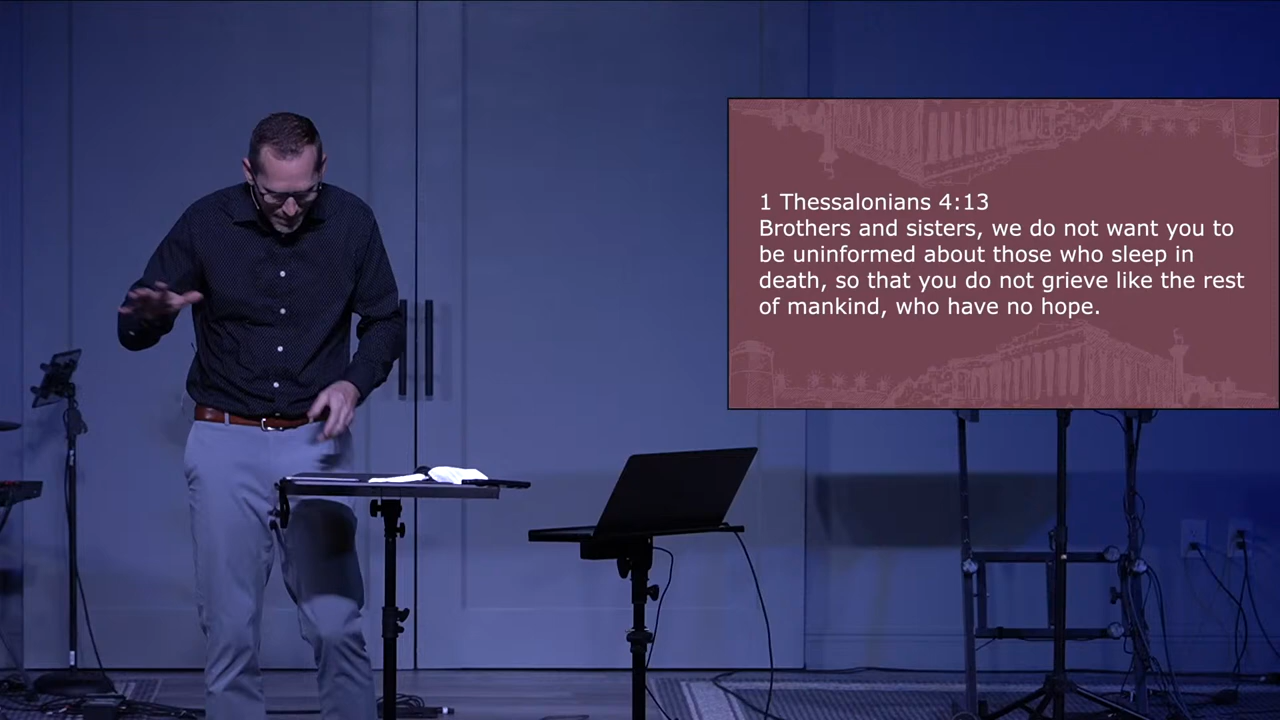 1 Thessalonians 4:13
Brothers and sisters, we do not want you to
be uninformed about those who sleep in
death, so that you do not grieve like the rest
of mankind, who have no hope.